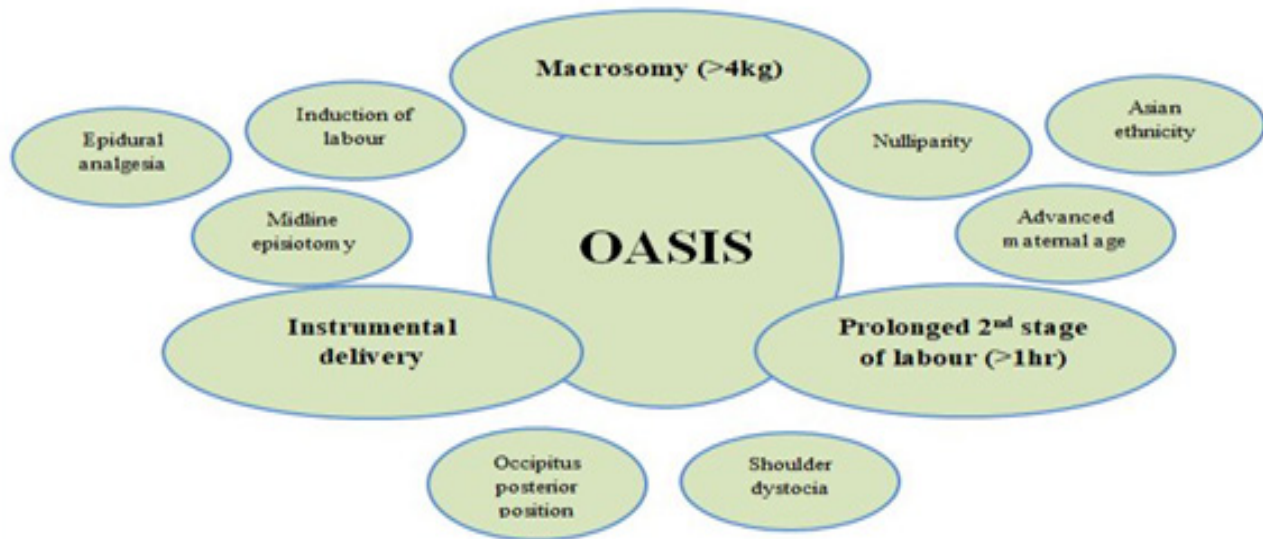 Macrosomy (>4kg)
Induction of
labour
Epidural
analgesia
Midline
episiotomy
Nulliparity
Asian
ethnicity
Advanced
maternal age
OASIS
Instrumental
delivery
Prolonged 2nd stage
of labour (>1hr)
Occipitus
posterior
position
Shoulder
dystocia